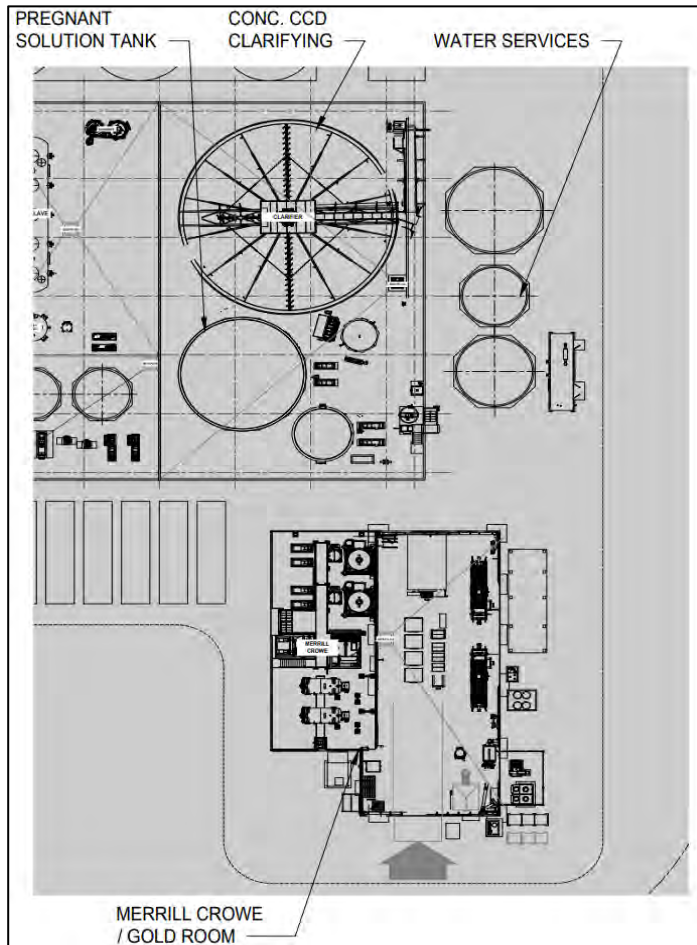 PREGNANT
SOLUTION TANK
CONC. CCD
CLARIFYING
WATER SERVICES
CLARIFIER
MERRILL
CROWE
MERRILL CROWE
/ GOLD ROOM